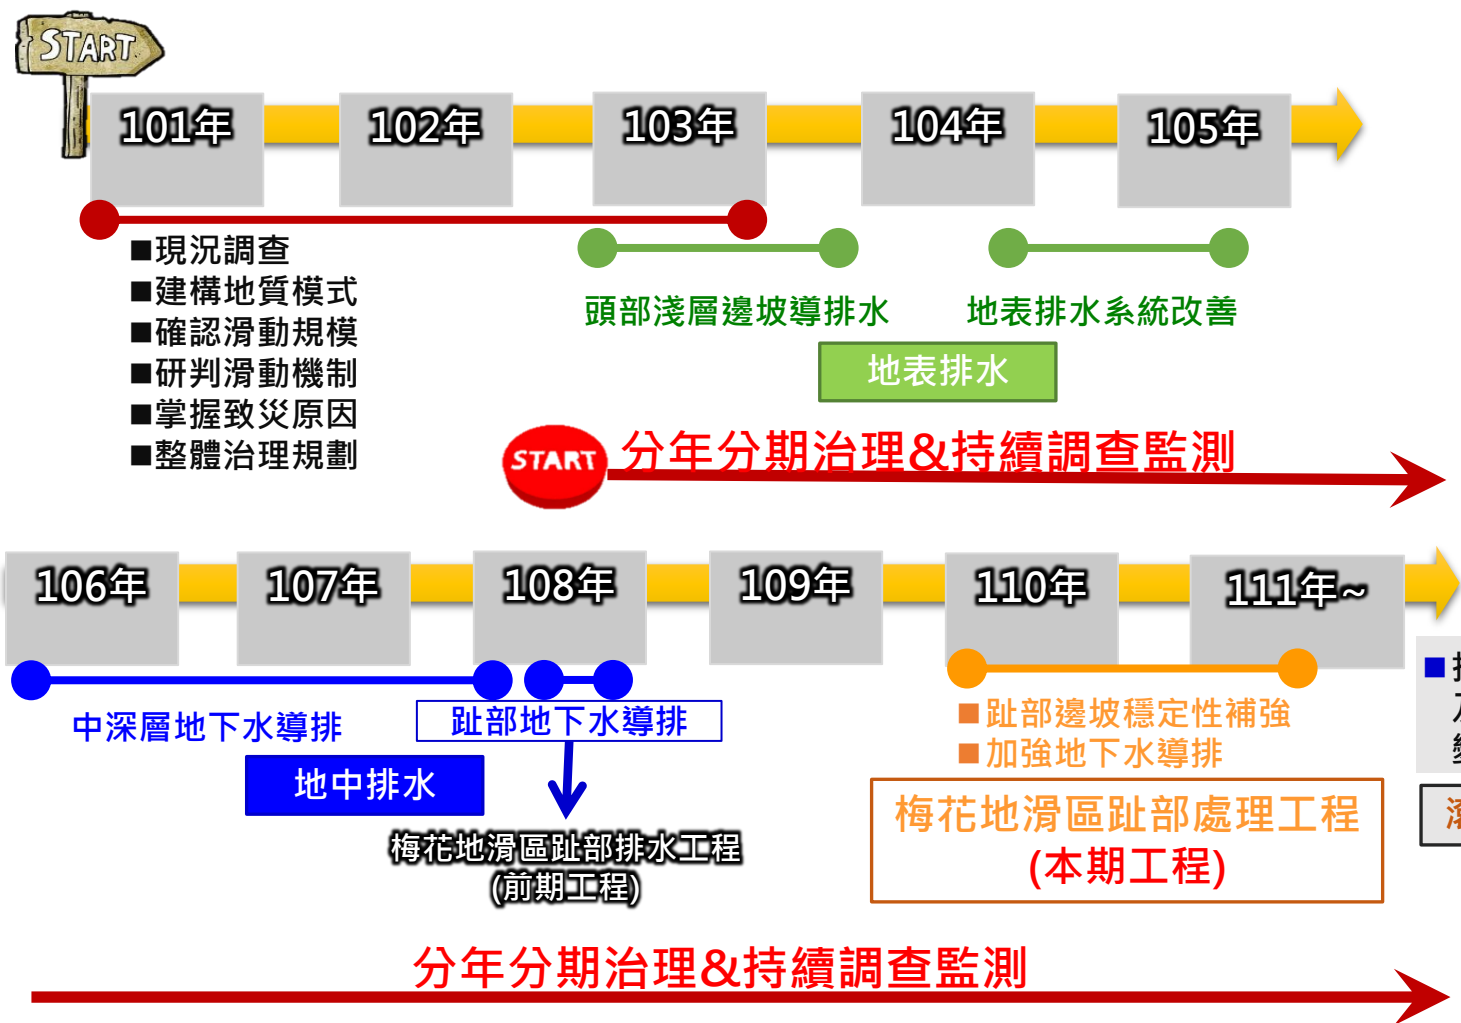 START
101年
102年
103年
104年
105年
■現況調查
■建構地質模式
■確認滑動規模
■研判滑動機制
■掌握致災原因
■整體治理規劃
頭部淺層邊坡導排水
地表排水系統改善
地表排水
START
分年分期治理&持續調查監測
106年
107年
108年
109年
110年
111年~
中深層地下水導排
趾部地下水導排
地中排水
梅花地滑區趾部排水工程
(前期工程)
■趾部邊坡穩定性補強
■加強地下水導排
梅花地滑區趾部處理工程
(本期工程)
分年分期治理&持續調查監測